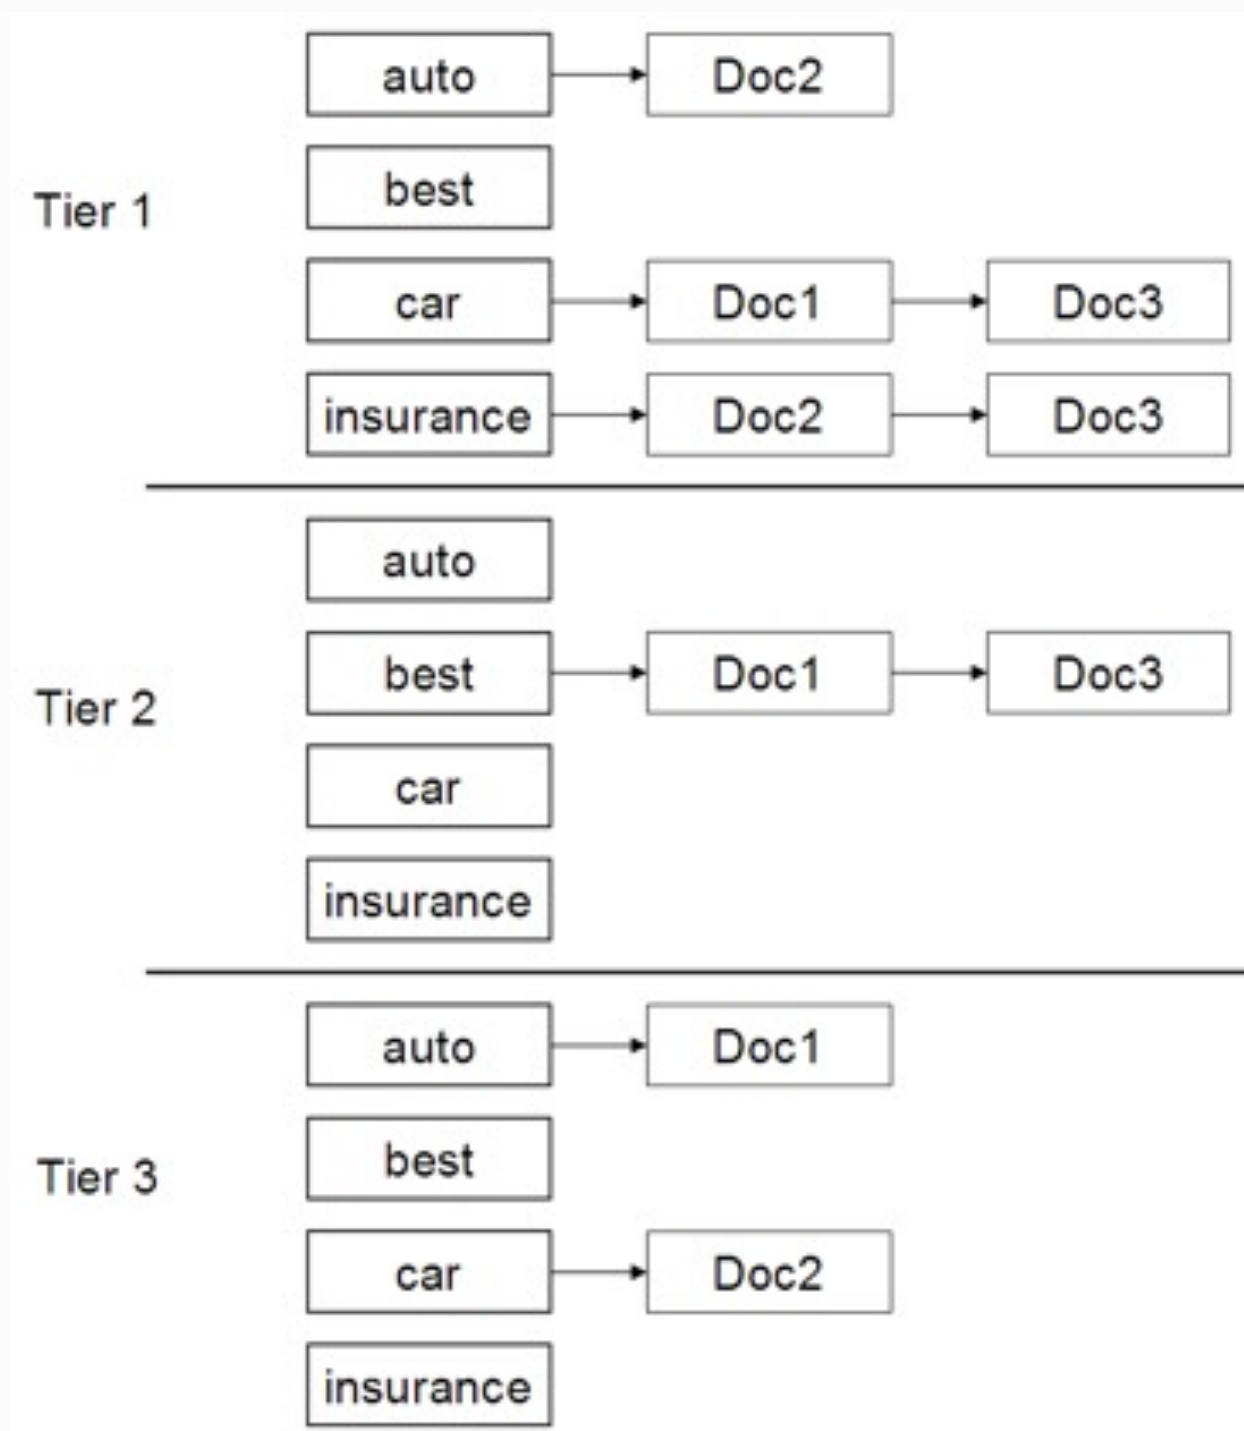 auto Doc2
best
Tier 1
car Doc1 Doc3
insurance Doc2 Doc3
auto
best Doc1 Doc3
Tier 2
car
insurance
auto Doc1
best
Tier 3
car Doc2
insurance